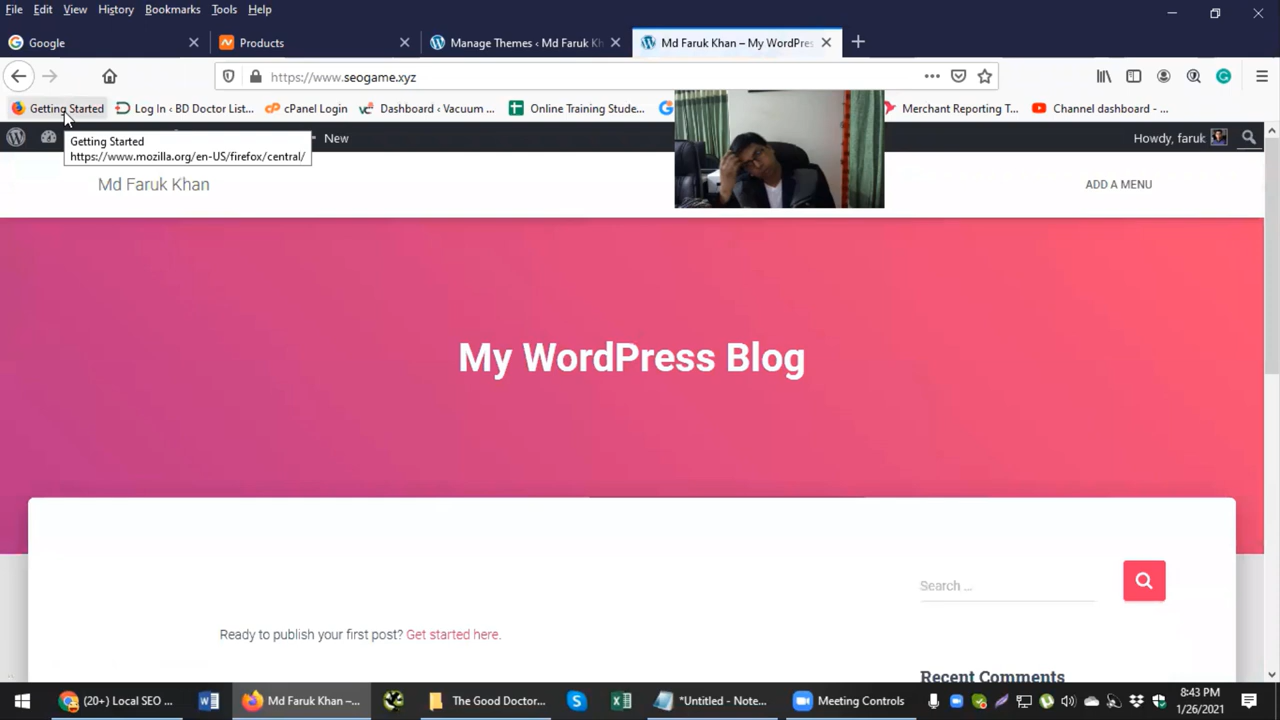 File Edit View History Bookmarks Tools Help
Google
Products
Manage Themes ‹ Md Faruk Kh
Md Faruk Khan – My WordPres
https://www.seogame.xyz
Getting Started
Log In ‹ BD Doctor List...
cPanel Login
Dashboard ‹ Vacuum ...
Online Training Stude...
Merchant Reporting T...
Channel dashboard - ...
Getting Started
https://www.mozilla.org/en-US/firefox/central/
New
Howdy, faruk
Md Faruk Khan
ADD A MENU
My WordPress Blog
Search ...
Ready to publish your first post? Get started here.
Recent Comments
(20+) Local SEO ...
Md Faruk Khan –...
The Good Doctor...
*Untitled - Note...
Meeting Controls
8:43 PM
1/26/2021